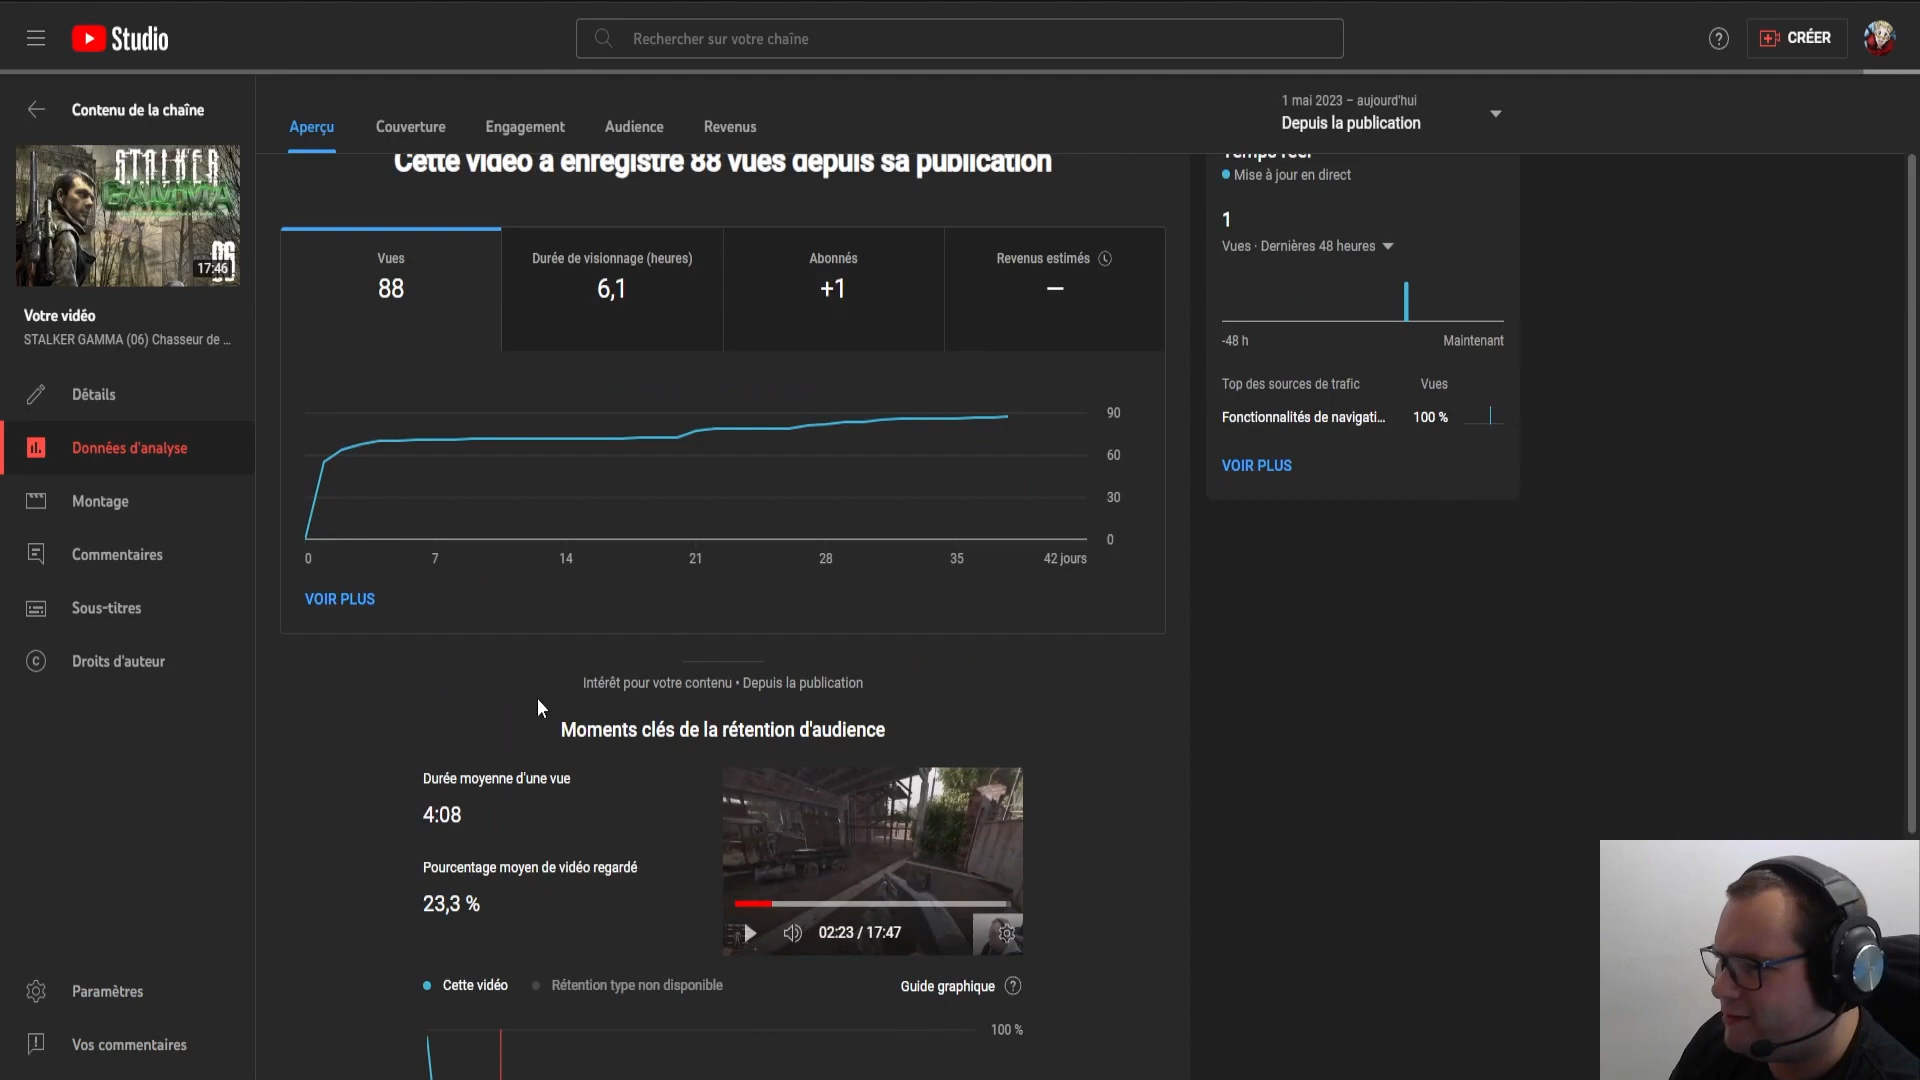 Studio
Rechercher sur votre chaîne
CRÉER
Contenu de la chaîne
STALKER
GAMMA
06
17:46
Votre vidéo
STALKER GAMMA (06) Chasseur de ...
Détails
Données d'analyse
Montage
Commentaires
Sous-titres
Droits d'auteur
Paramètres
Vos commentaires
Aperçu
Couverture
Engagement
Audience
Revenus
1 mai 2023 – aujourd'hui
Depuis la publication
Cette vidéo a enregistré 88 vues depuis sa publication
Vues
88
Durée de visionnage (heures)
6,1
Abonnés
+1
Revenus estimés
—
90
60
30
0
0 7 14 21 28 35 42 jours
VOIR PLUS
Intérêt pour votre contenu • Depuis la publication
Moments clés de la rétention d'audience
Durée moyenne d'une vue
4:08
Pourcentage moyen de vidéo regardé
23,3 %
02:23 / 17:47
Cette vidéo
Rétention type non disponible
Guide graphique
100 %
Temps réel
Mise à jour en direct
1
Vues · Dernières 48 heures
-48 h
Maintenant
Top des sources de trafic
Vues
Fonctionnalités de navigati...
100 %
VOIR PLUS